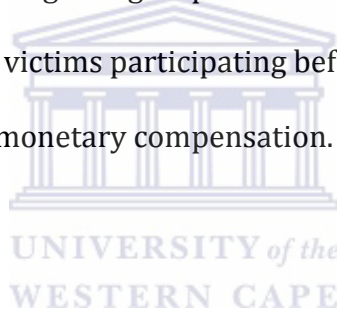 victims participating bef
monetary compensation.
UNIVERSITY of the
WESTERN CAPE